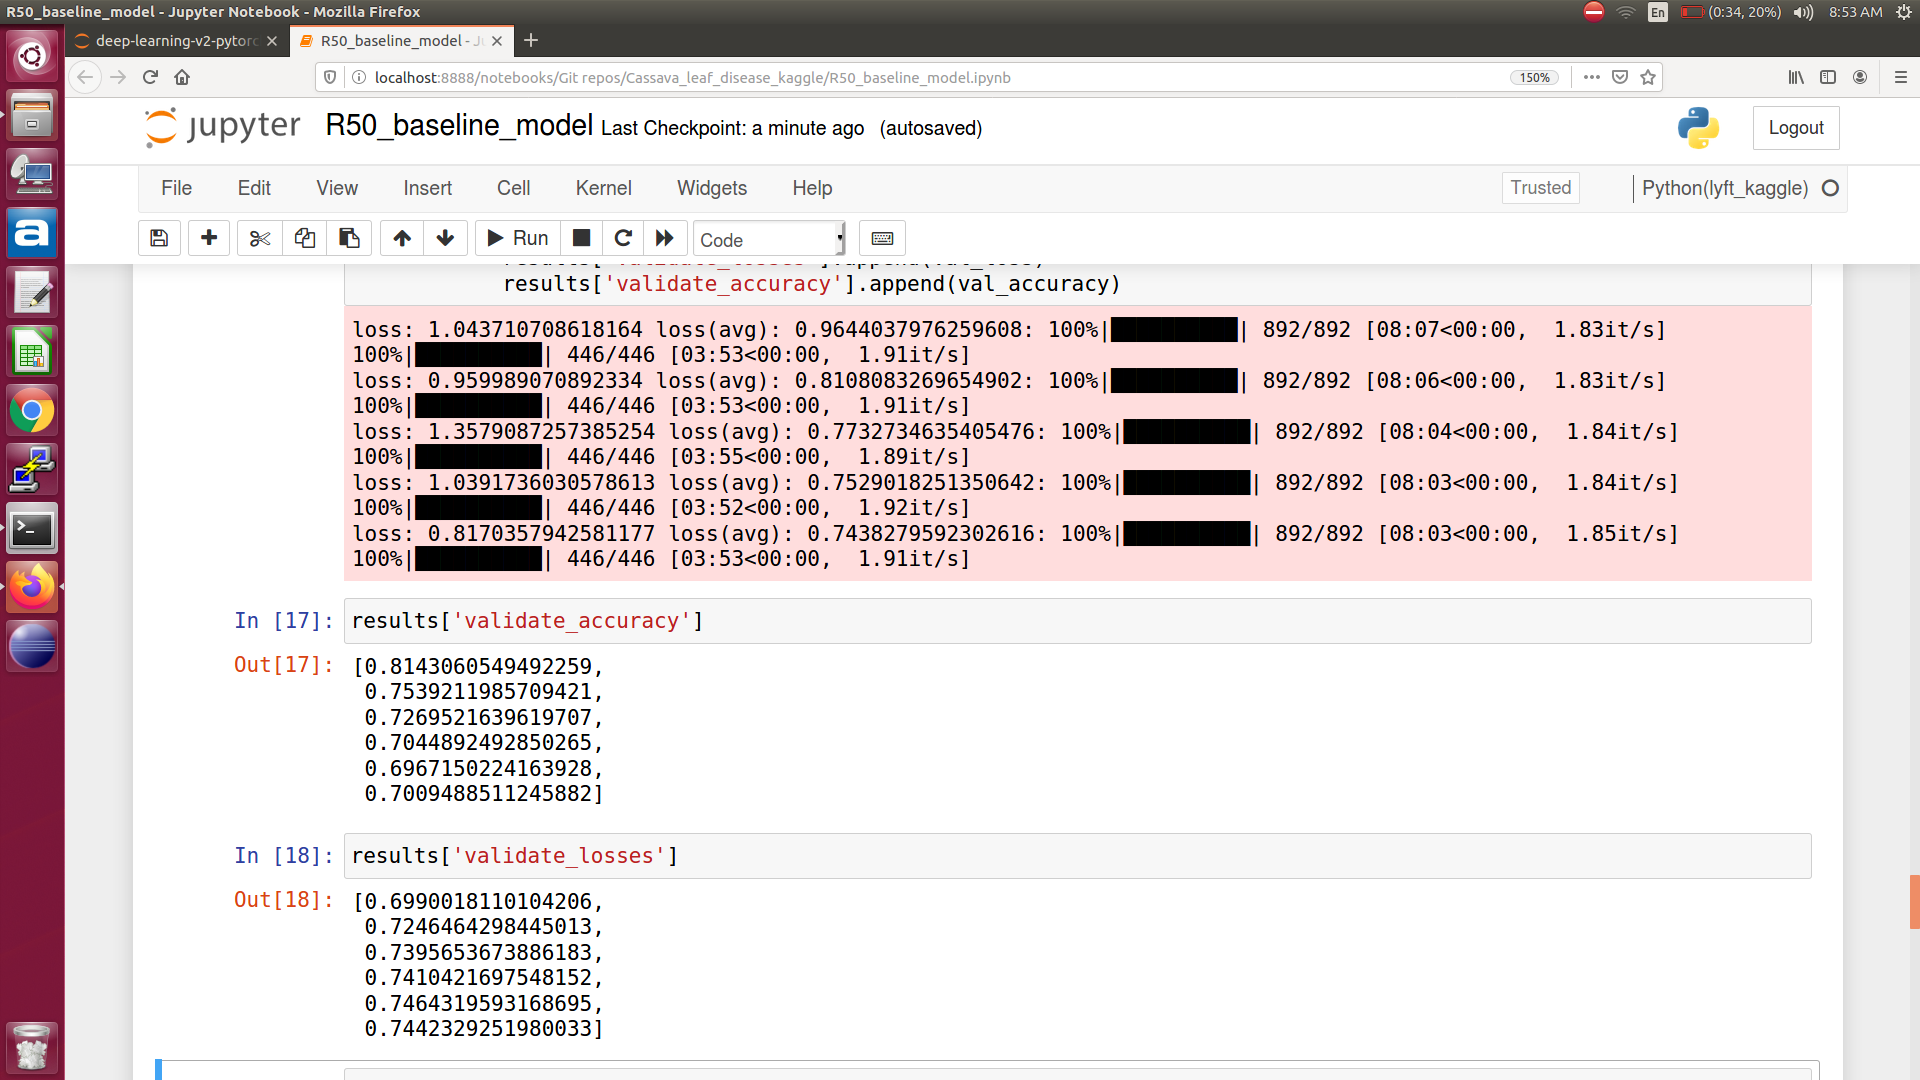 R50_baseline_model - Jupyter Notebook - Mozilla Firefox
En (0:34, 20%) 8:53 AM
deep-learning-v2-pytorc
R50_baseline_model - Ju
localhost:8888/notebooks/Git repos/Cassava_leaf_disease_kaggle/R50_baseline_model.ipynb
150%
jupyter R50_baseline_model Last Checkpoint: a minute ago (autosaved)
Logout
File Edit View Insert Cell Kernel Widgets Help
Trusted
Python(lyft_kaggle)
Run
Code
results['validate_losses'].append(val_loss)
results['validate_accuracy'].append(val_accuracy)
loss: 1.043710708618164 loss(avg): 0.9644037976259608: 100%|██████████| 892/892 [08:07<00:00,  1.83it/s]
100%|██████████| 446/446 [03:53<00:00,  1.91it/s]
loss: 0.959989070892334 loss(avg): 0.8108083269654902: 100%|██████████| 892/892 [08:06<00:00,  1.83it/s]
100%|██████████| 446/446 [03:53<00:00,  1.91it/s]
loss: 1.3579087257385254 loss(avg): 0.7732734635405476: 100%|██████████| 892/892 [08:04<00:00,  1.84it/s]
100%|██████████| 446/446 [03:55<00:00,  1.89it/s]
loss: 1.0391736030578613 loss(avg): 0.7529018251350642: 100%|██████████| 892/892 [08:03<00:00,  1.84it/s]
100%|██████████| 446/446 [03:52<00:00,  1.92it/s]
loss: 0.8170357942581177 loss(avg): 0.7438279592302616: 100%|██████████| 892/892 [08:03<00:00,  1.85it/s]
100%|██████████| 446/446 [03:53<00:00,  1.91it/s]
In [17]: results['validate_accuracy']
Out[17]: [0.8143060549492259,
0.7539211985709421,
0.7269521639619707,
0.7044892492850265,
0.6967150224163928,
0.7009488511245882]
In [18]: results['validate_losses']
Out[18]: [0.6990018110104206,
0.7246464298445013,
0.7395653673886183,
0.7410421697548152,
0.7464319593168695,
0.7442329251980033]